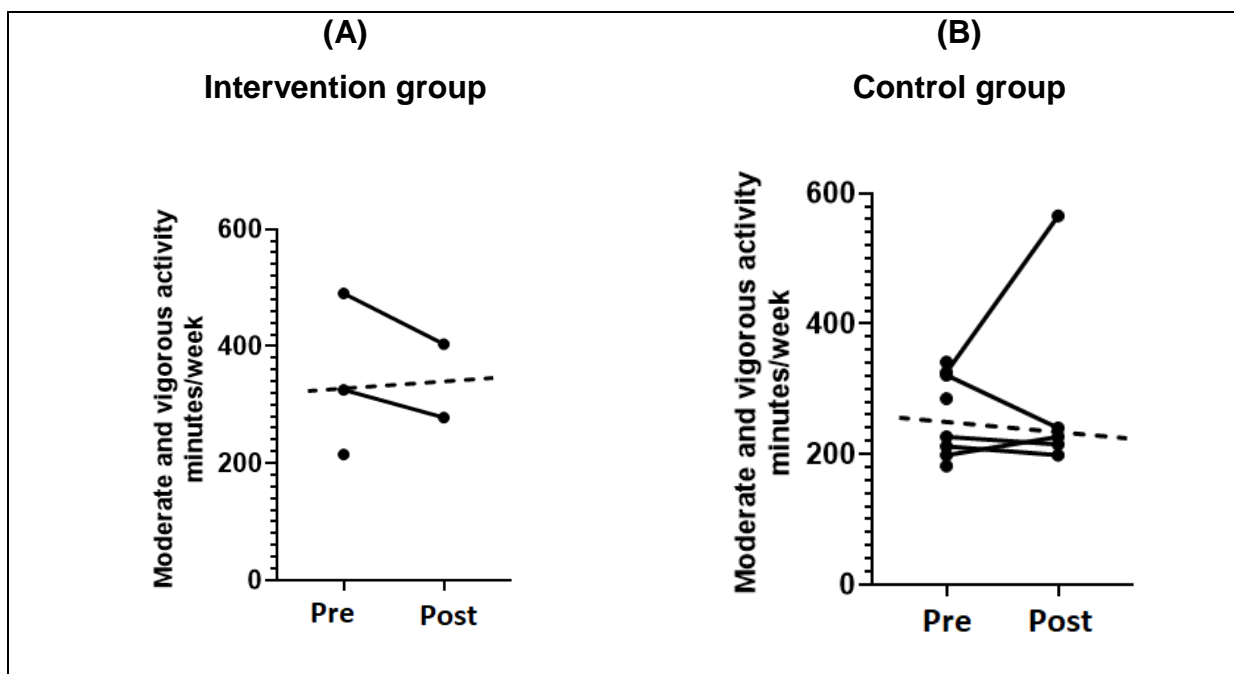 (A)
Intervention group
Moderate and vigorous activity
minutes/week
600
400
200
0
Pre
Post
(B)
Control group
Moderate and vigorous activity
minutes/week
600
400
200
0
Pre
Post